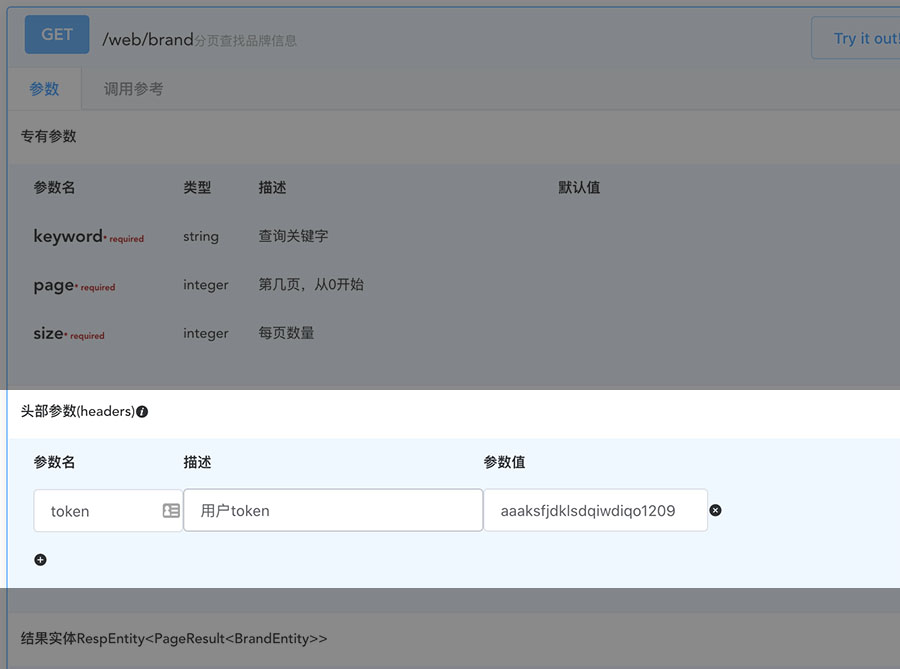 GET /web/brand分页查找品牌信息 Try it out!
参数 调用参考
专有参数
参数名 类型 描述 默认值
keyword* required string 查询关键字
page* required integer 第几页，从0开始
size* required integer 每页数量
头部参数(headers)
参数名 描述 参数值
token 用户token aaaksfjdklsdqiwdiqo1209
结果实体RespEntity<PageResult<BrandEntity>>